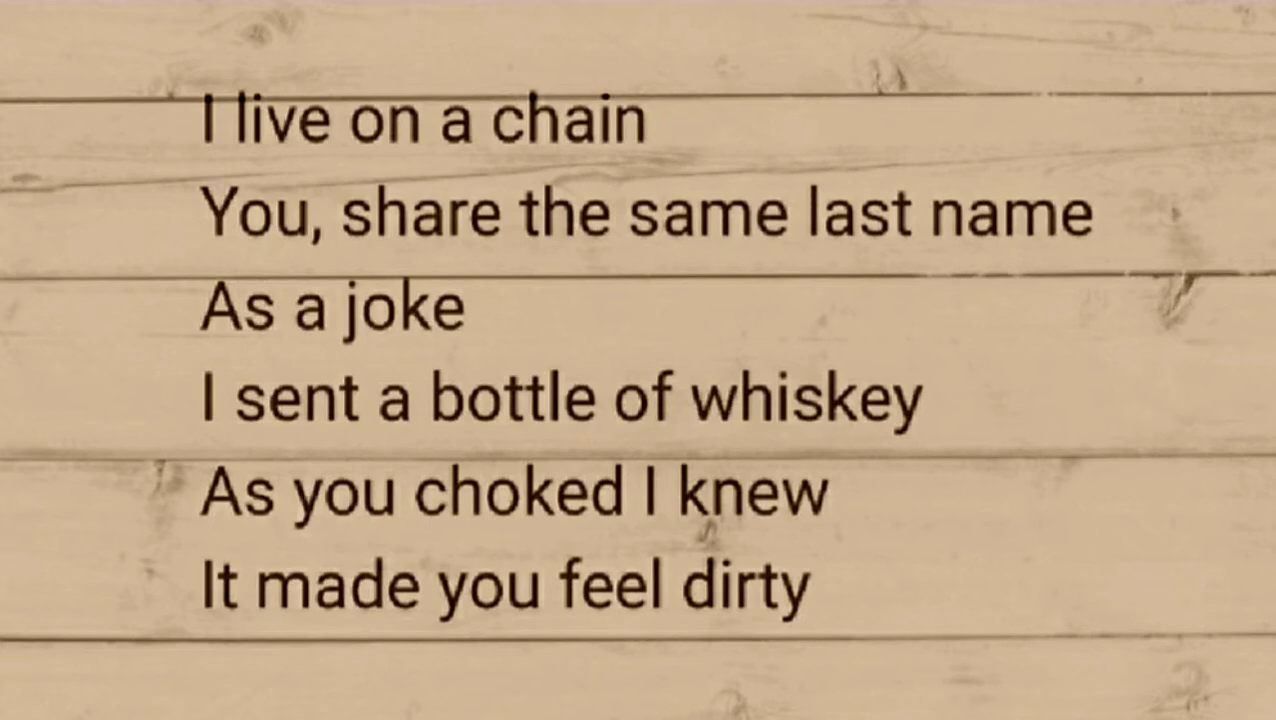 I live on a chain
You, share the same last name
As a joke
I sent a bottle of whiskey
As you choked I knew
It made you feel dirty